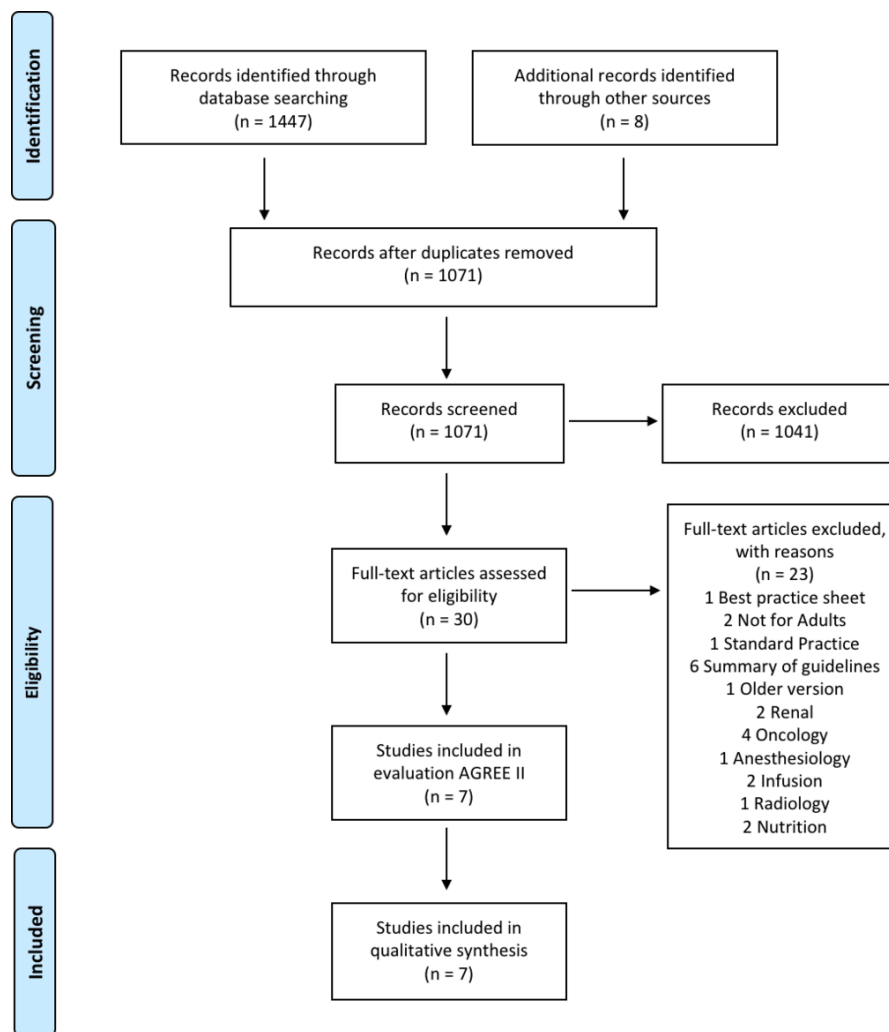 Identification
Records identified through
database searching
(n = 1447)
Additional records identified
through other sources
(n = 8)
Screening
Records after duplicates removed
(n = 1071)
Records screened
(n = 1071)
Records excluded
(n = 1041)
Eligibility
Full-text articles assessed
for eligibility
(n = 30)
Full-text articles excluded,
with reasons
(n = 23)
1 Best practice sheet
2 Not for Adults
1 Standard Practice
6 Summary of guidelines
1 Older version
2 Renal
4 Oncology
1 Anesthesiology
2 Infusion
1 Radiology
2 Nutrition
Studies included in
evaluation AGREE II
(n = 7)
Included
Studies included in
qualitative synthesis
(n = 7)